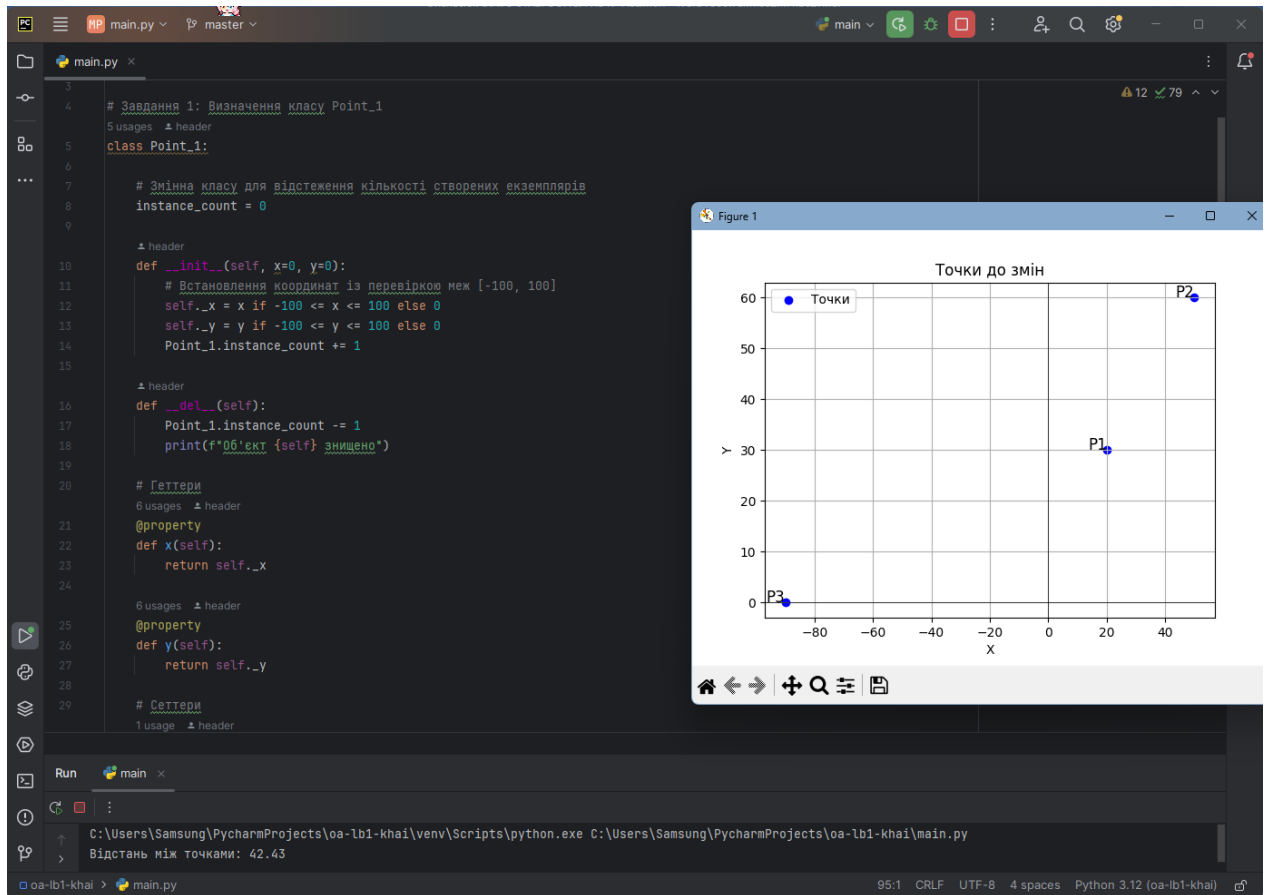 PC MP main.py master main
main.py
12 79
3
4 # Завдання 1: Визначення класу Point_1
5 usages header
5 class Point_1:
6
7 # Змінна класу для відстеження кількості створених екземплярів
8 instance_count = 0
9
header
10 def __init__(self, x=0, y=0):
11 # Встановлення координат із перевіркою меж [-100, 100]
12 self._x = x if -100 <= x <= 100 else 0
13 self._y = y if -100 <= y <= 100 else 0
14 Point_1.instance_count += 1
15
header
16 def __del__(self):
17 Point_1.instance_count -= 1
18 print(f"Об'єкт {self} знищено")
19
20 # Геттери
6 usages header
21 @property
22 def x(self):
23 return self._x
24
6 usages header
25 @property
26 def y(self):
27 return self._y
28
29 # Сеттери
1 usage header
Figure 1
Точки до змін
Точки
P2
P1
P3
60
50
40
30
20
10
0
Y
−80 −60 −40 −20 0 20 40
X
Run main
C:\Users\Samsung\PycharmProjects\oa-lb1-khai\venv\Scripts\python.exe C:\Users\Samsung\PycharmProjects\oa-lb1-khai\main.py
Відстань між точками: 42.43
oa-lb1-khai > main.py 95:1 CRLF UTF-8 4 spaces Python 3.12 (oa-lb1-khai)